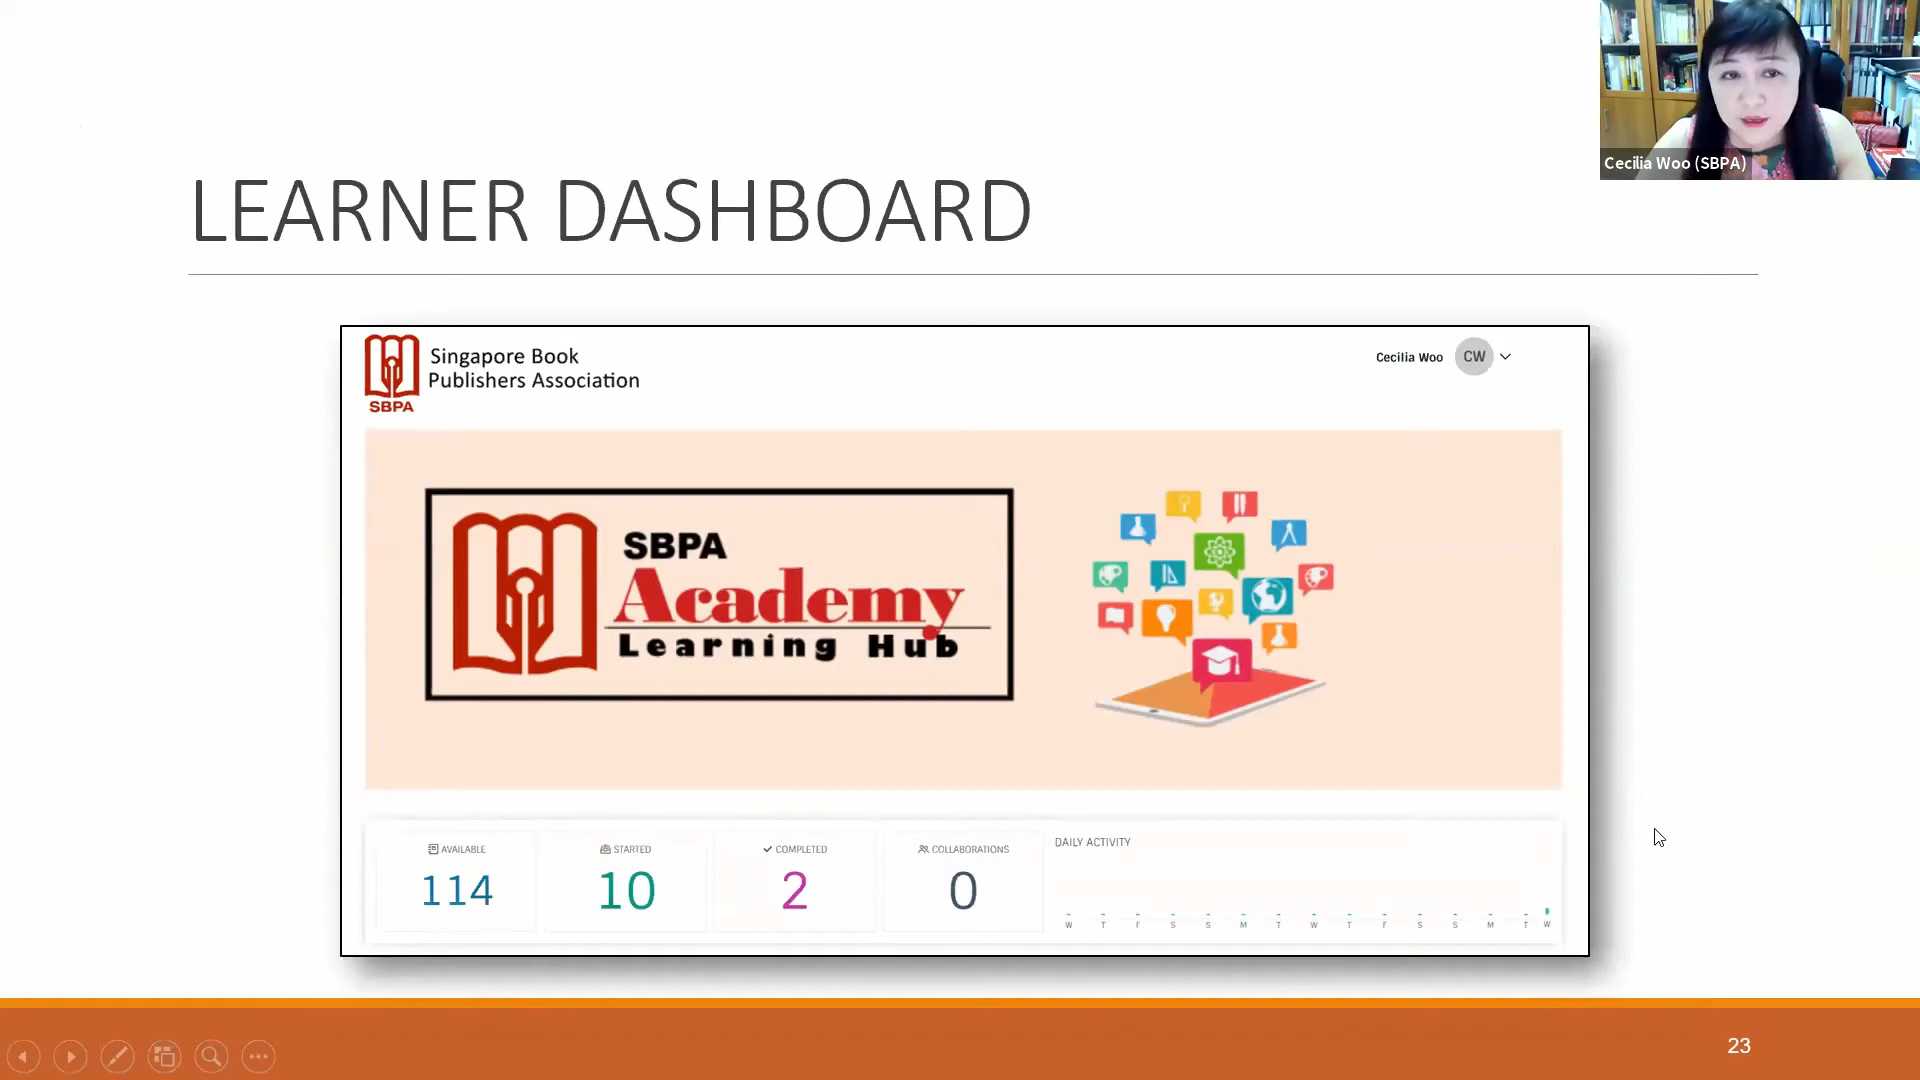 Cecilia Woo (SBPA)
LEARNER DASHBOARD
Singapore Book
Publishers Association
SBPA
Cecilia Woo CW
SBPA
Academy
Learning Hub
AVAILABLE
114
STARTED
10
COMPLETED
2
COLLABORATIONS
0
DAILY ACTIVITY
W T F S S M T W T F S S M T W
23